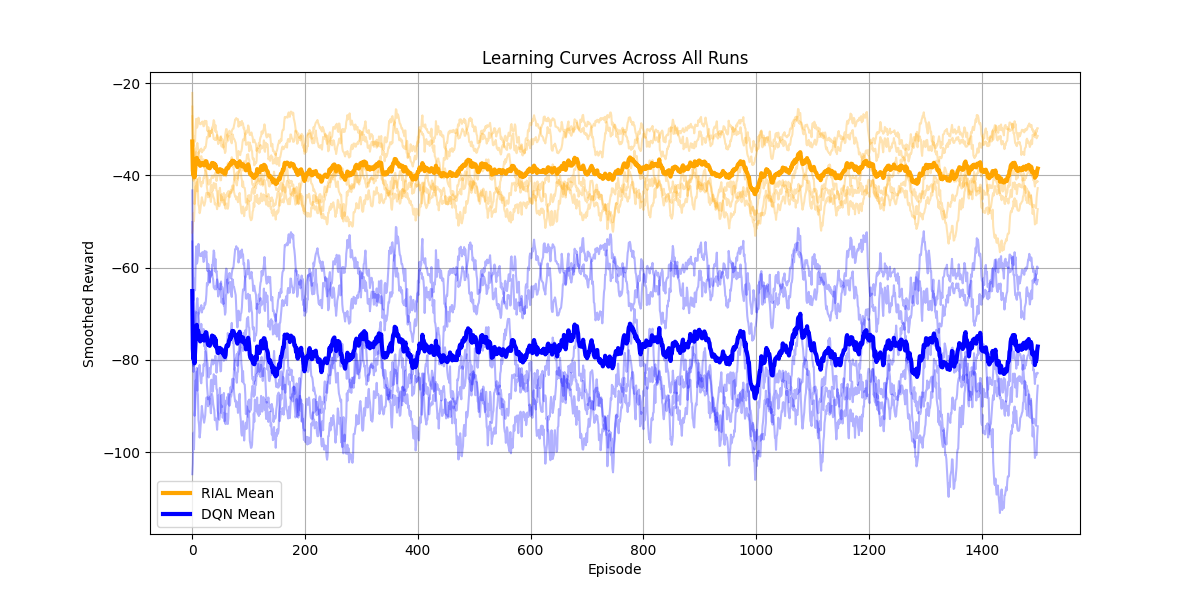 Learning Curves Across All Runs
−20
−40
−60
−80
−100
Smoothed Reward
RIAL Mean
DQN Mean
0 200 400 600 800 1000 1200 1400
Episode